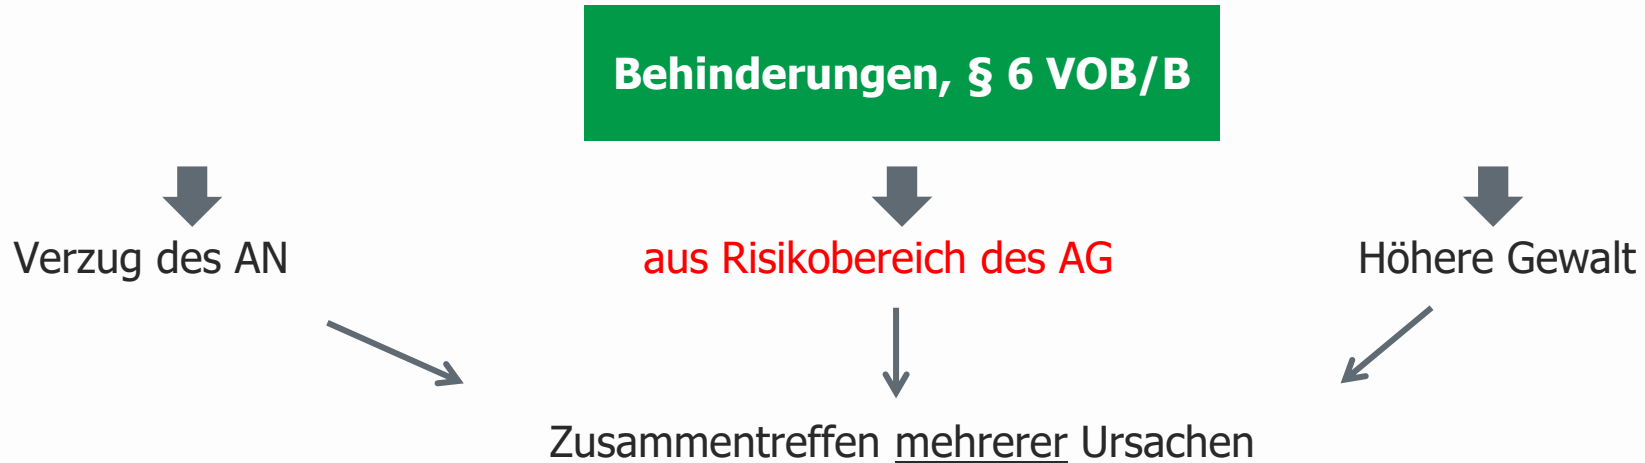 Behinderungen, § 6 VOB/B
Verzug des AN
aus Risikobereich des AG
Höhere Gewalt
Zusammentreffen mehrerer Ursachen